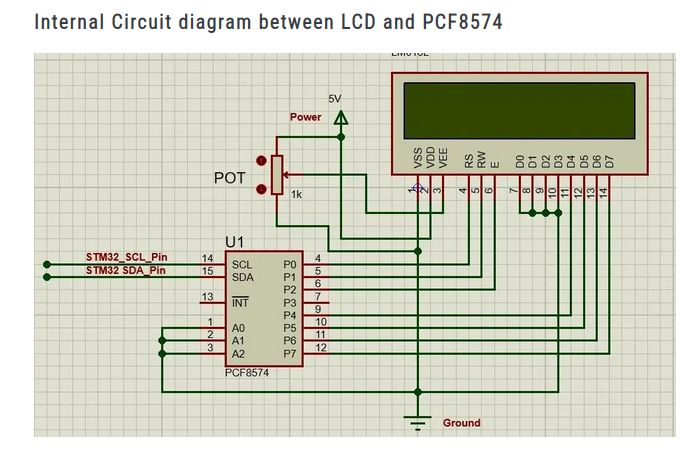 Internal Circuit diagram between LCD and PCF8574
5V
Power
POT
1k
VSS VDD VEE RS RW E D0 D1 D2 D3 D4 D5 D6 D7
1 2 3 4 5 6 7 8 9 10 11 12 13 14
U1
STM32_SCL_Pin 14 SCL P0 4
STM32 SDA_Pin 15 SDA P1 5
P2 6
13 INT P3 7
P4 9
1 A0 P5 10
2 A1 P6 11
3 A2 P7 12
PCF8574
Ground